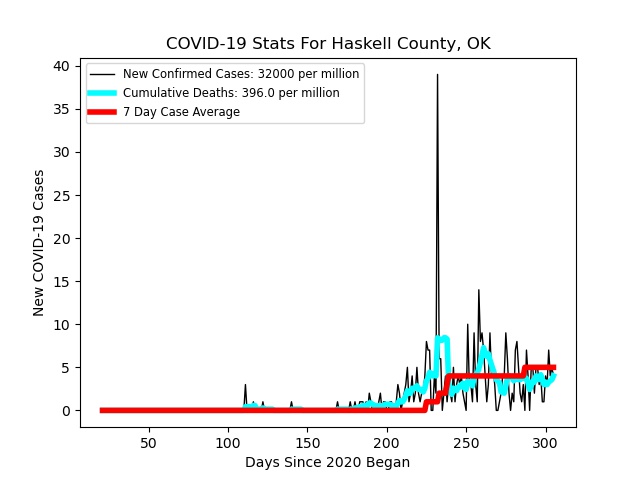 COVID-19 Stats For Haskell County, OK
New Confirmed Cases: 32000 per million
Cumulative Deaths: 396.0 per million
7 Day Case Average
40
35
30
25
20
15
10
5
0
New COVID-19 Cases
50 100 150 200 250 300
Days Since 2020 Began